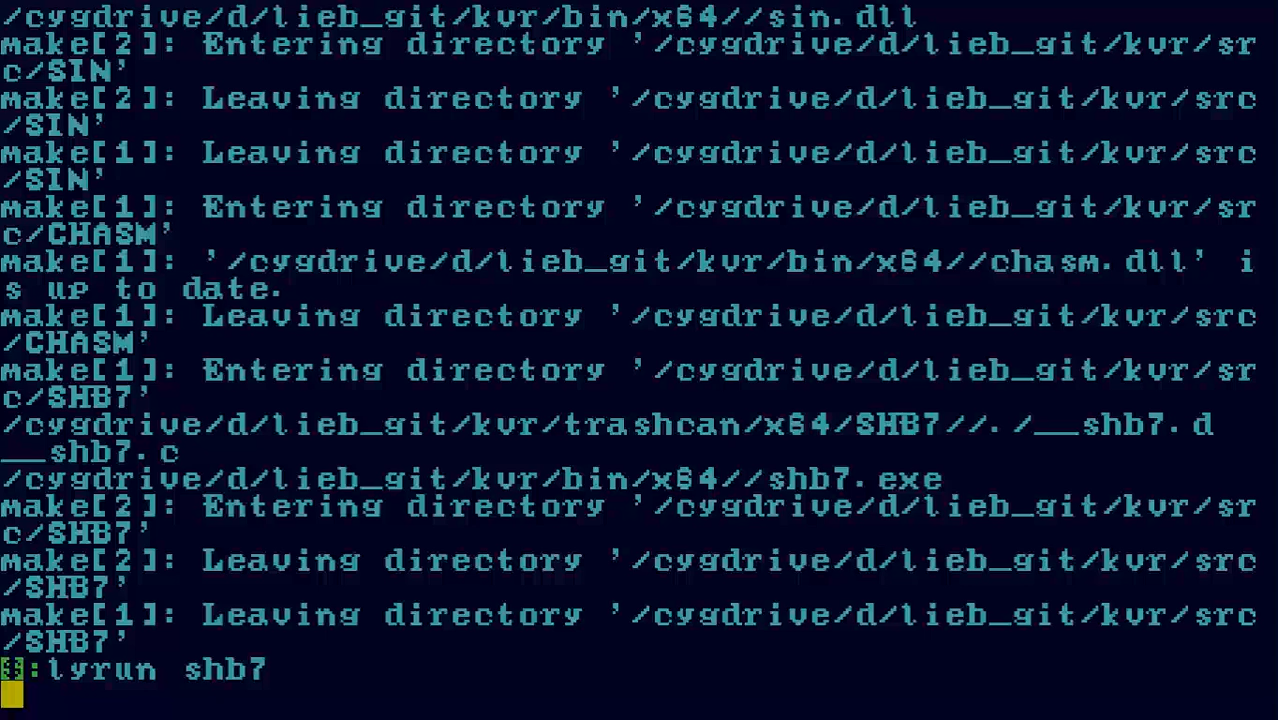 /cygdrive/d/lieb_git/kvr/bin/x64//sin.dll
make[2]: Entering directory '/cygdrive/d/lieb_git/kvr/sr
c/SIN'
make[2]: Leaving directory '/cygdrive/d/lieb_git/kvr/src
/SIN'
make[1]: Leaving directory '/cygdrive/d/lieb_git/kvr/src
/SIN'
make[1]: Entering directory '/cygdrive/d/lieb_git/kvr/sr
c/CHASM'
make[1]: '/cygdrive/d/lieb_git/kvr/bin/x64//chasm.dll' i
s up to date.
make[1]: Leaving directory '/cygdrive/d/lieb_git/kvr/src
/CHASM'
make[1]: Entering directory '/cygdrive/d/lieb_git/kvr/sr
c/SHB7'
/cygdrive/d/lieb_git/kvr/trashcan/x64/SHB7//./__shb7.d
__shb7.c
/cygdrive/d/lieb_git/kvr/bin/x64//shb7.exe
make[2]: Entering directory '/cygdrive/d/lieb_git/kvr/sr
c/SHB7'
make[2]: Leaving directory '/cygdrive/d/lieb_git/kvr/src
/SHB7'
make[1]: Leaving directory '/cygdrive/d/lieb_git/kvr/src
/SHB7'
:lyrun shb7